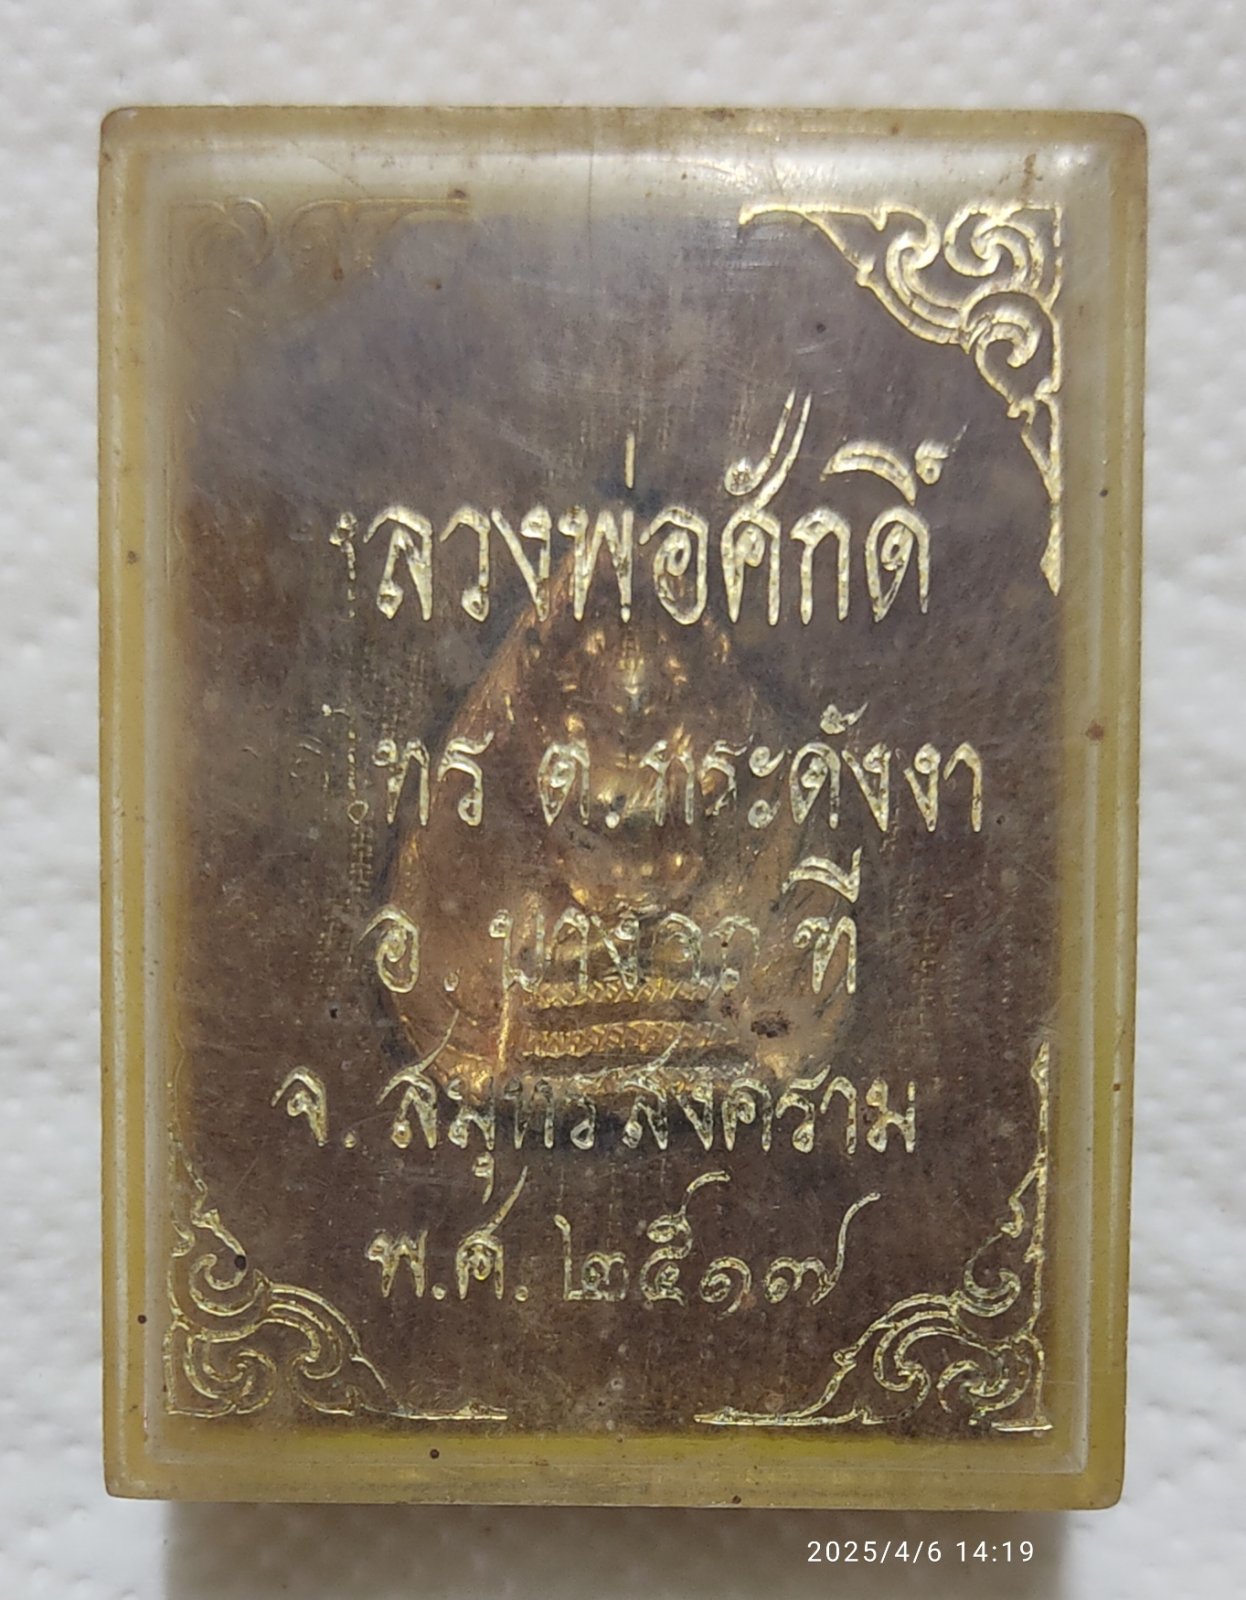 หลวงพ่อศักดิ์
ทร ต.กระดังงา
อ. บางคนที
จ. สมุทรสงคราม
พ.ศ. ๒๕๑๗
2025/4/6 14:19